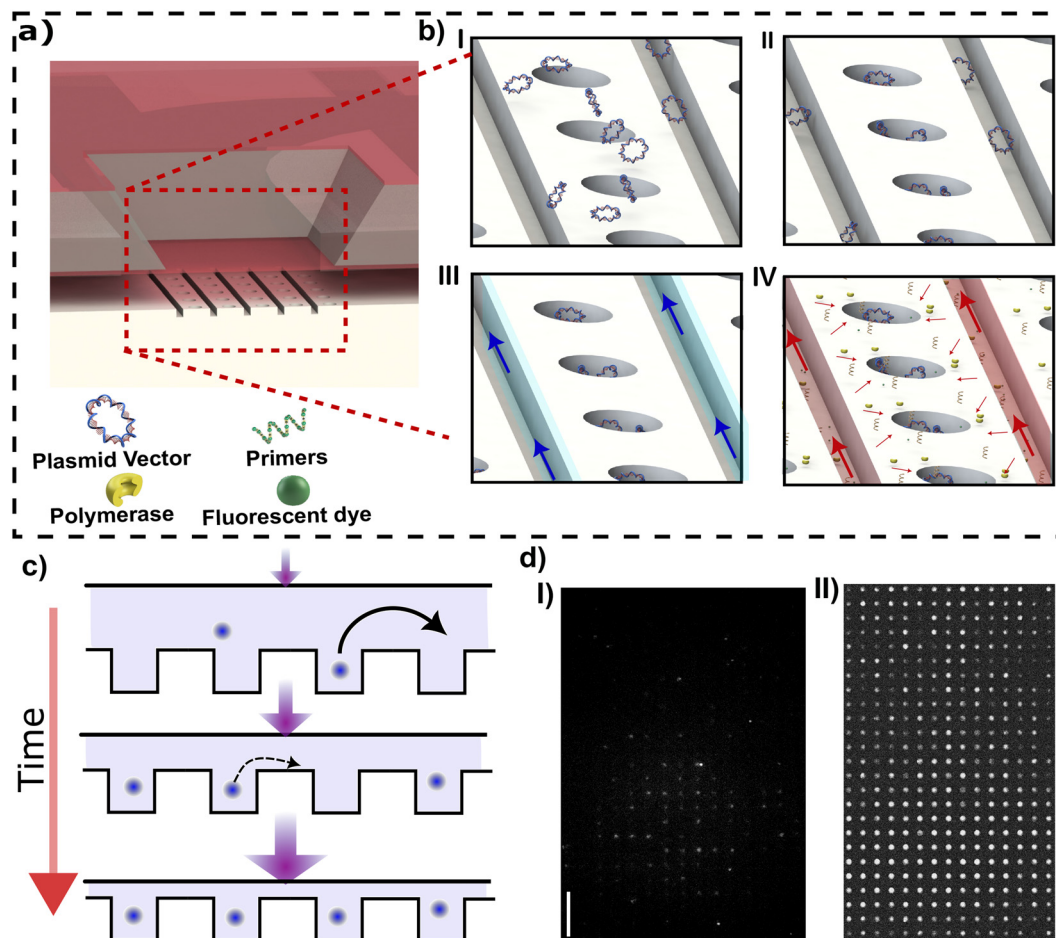 a)
b)
I
II
III
IV
Plasmid Vector
Primers
Polymerase
Fluorescent dye
c)
Time
d)
I)
II)